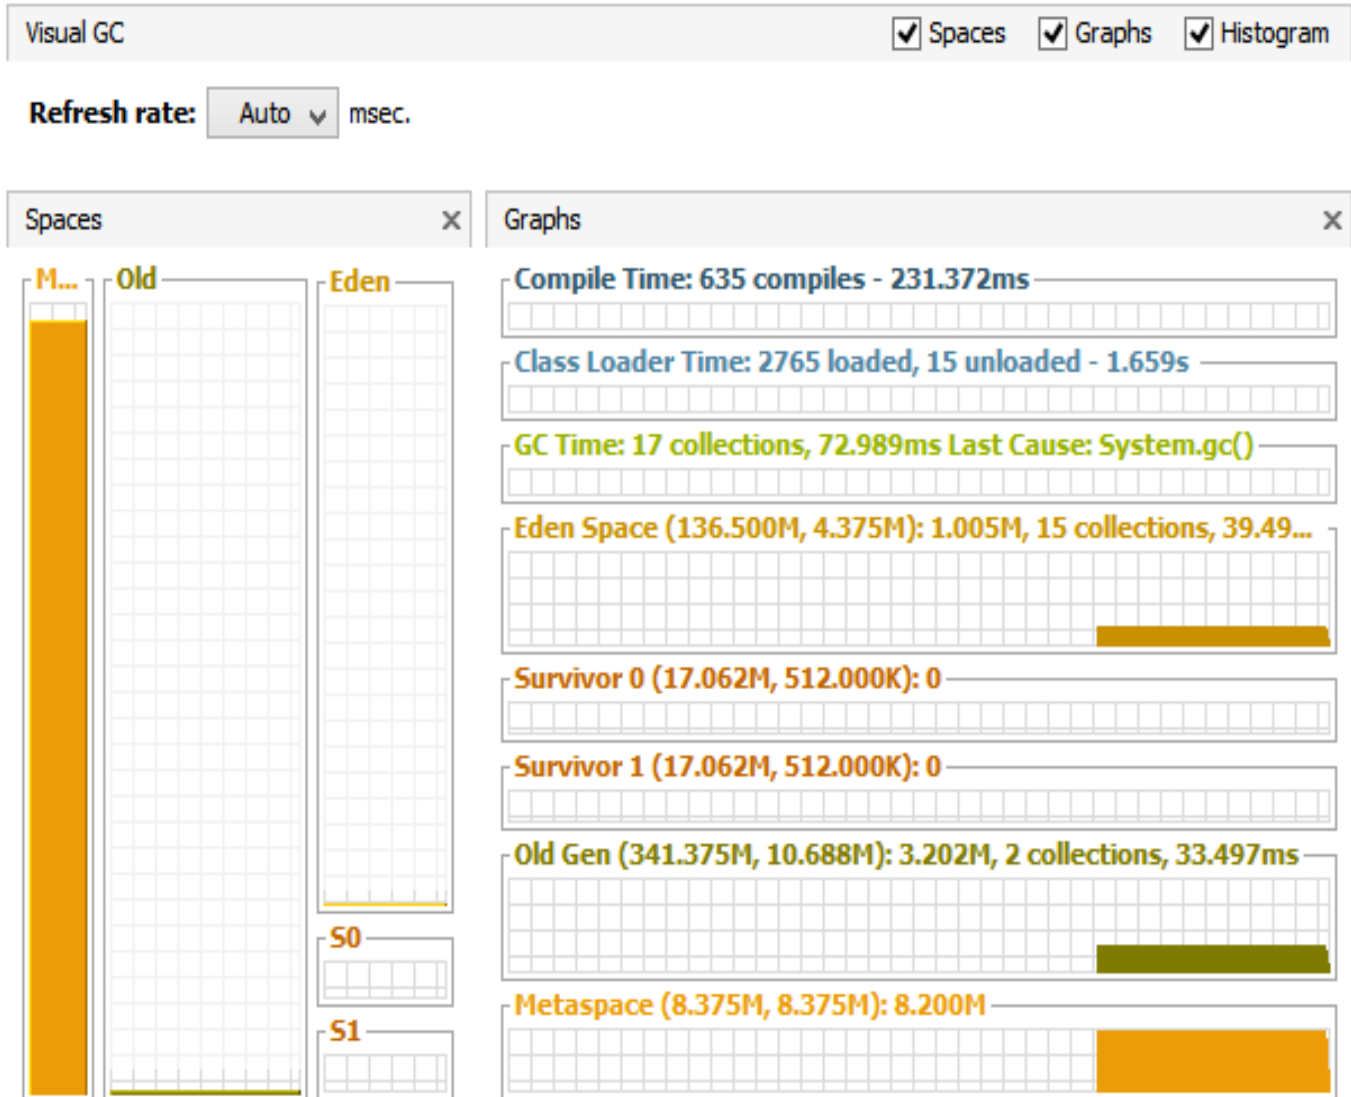 Visual GC
Spaces
Graphs
Histogram
Refresh rate: Auto msec.
Spaces
Graphs
M...
Old
Eden
S0
S1
Compile Time: 635 compiles - 231.372ms
Class Loader Time: 2765 loaded, 15 unloaded - 1.659s
GC Time: 17 collections, 72.989ms Last Cause: System.gc()
Eden Space (136.500M, 4.375M): 1.005M, 15 collections, 39.49...
Survivor 0 (17.062M, 512.000K): 0
Survivor 1 (17.062M, 512.000K): 0
Old Gen (341.375M, 10.688M): 3.202M, 2 collections, 33.497ms
Metaspace (8.375M, 8.375M): 8.200M